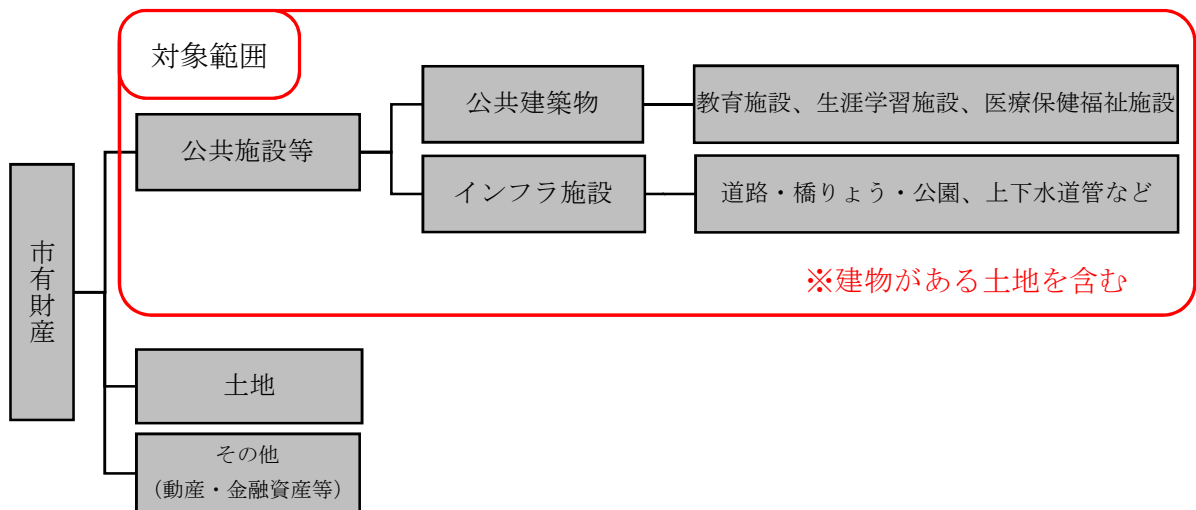 対象範囲
公共建築物
教育施設、生涯学習施設、医療保健福祉施設
公共施設等
インフラ施設
道路・橋りょう・公園、上下水道管など
※建物がある土地を含む
市有財産
土地
その他
（動産・金融資産等）